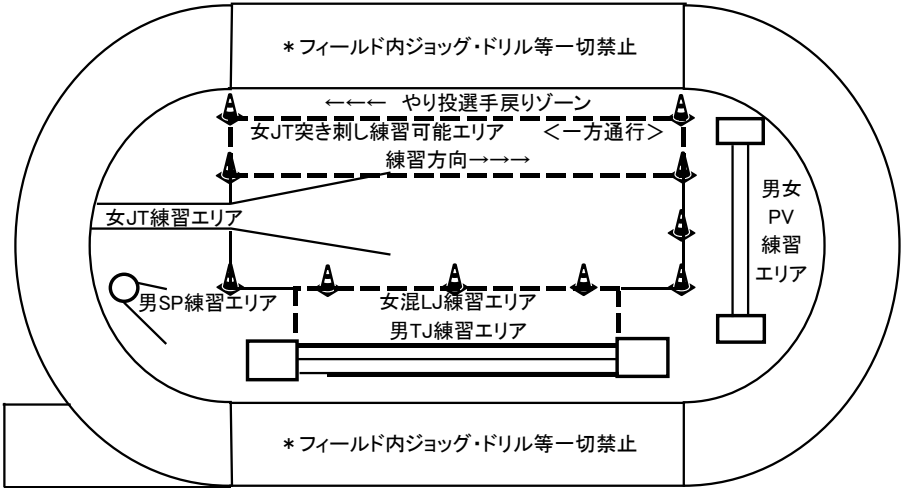 ＊フィールド内ジョッグ・ドリル等一切禁止
←←← やり投選手戻りゾーン
女JT突き刺し練習可能エリア ＜一方通行＞
練習方向→→→
男女
PV
練習
エリア
女JT練習エリア
男SP練習エリア
女混LJ練習エリア
男TJ練習エリア
＊フィールド内ジョッグ・ドリル等一切禁止